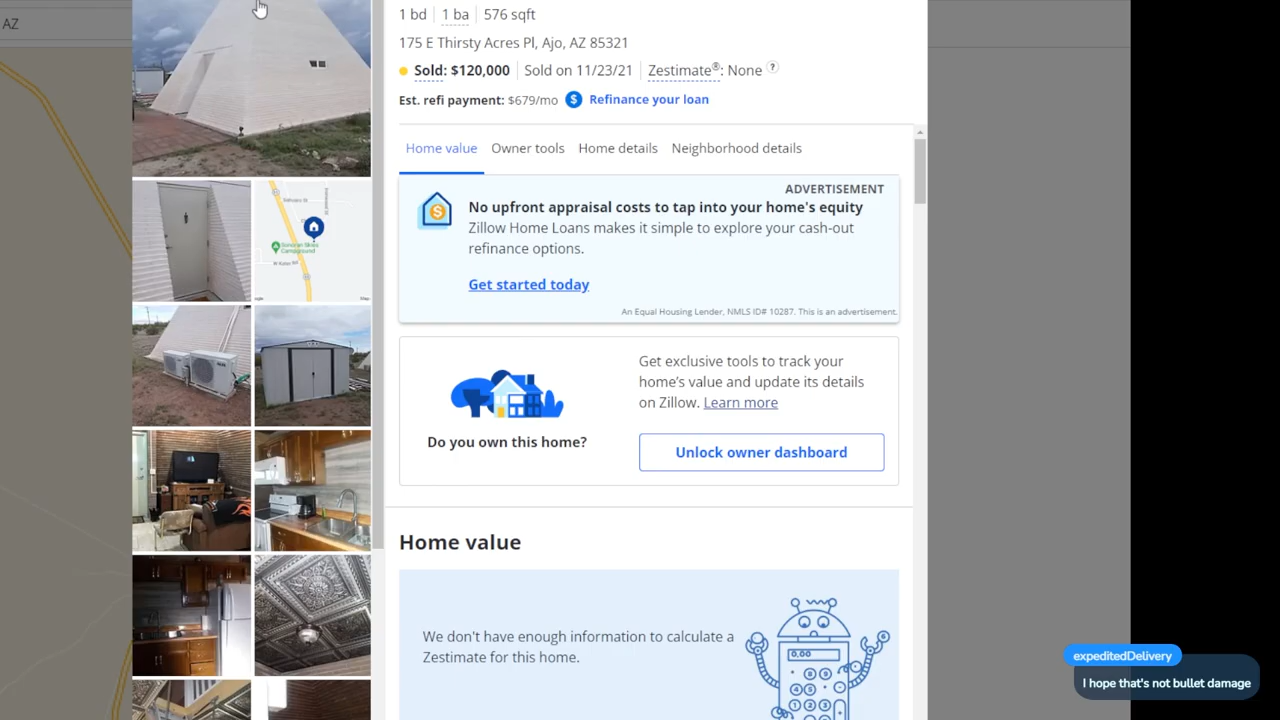 AZ
1 bd 1 ba 576 sqft
175 E Thirsty Acres Pl, Ajo, AZ 85321
Sold: $120,000 Sold on 11/23/21 Zestimate®: None ?
Est. refi payment: $679/mo $ Refinance your loan
Home value Owner tools Home details Neighborhood details
ADVERTISEMENT
No upfront appraisal costs to tap into your home's equity
Zillow Home Loans makes it simple to explore your cash-out
refinance options.
Get started today
An Equal Housing Lender, NMLS ID# 10287. This is an advertisement.
Do you own this home?
Get exclusive tools to track your
home's value and update its details
on Zillow. Learn more
Unlock owner dashboard
Home value
We don't have enough information to calculate a
Zestimate for this home.
0.00
expeditedDelivery
I hope that's not bullet damage